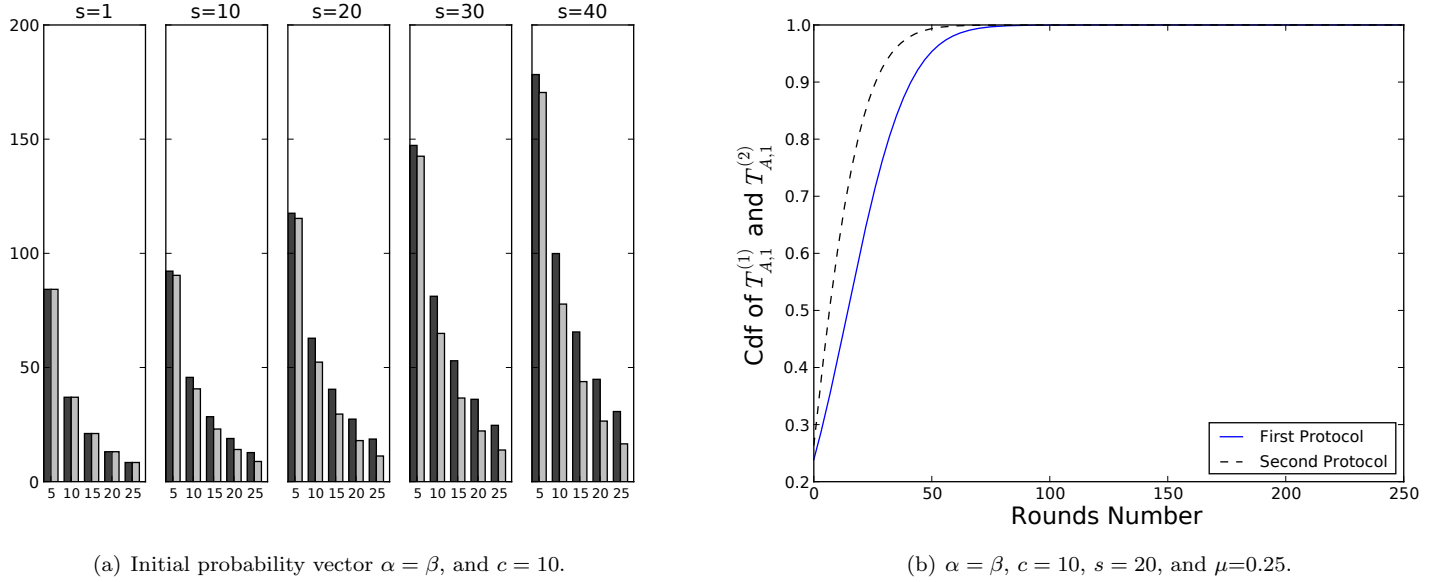 s=1 s=10 s=20 s=30 s=40
200
150
100
50
0
5 10 15 20 25 5 10 15 20 25 5 10 15 20 25 5 10 15 20 25 5 10 15 20 25
(a) Initial probability vector α = β, and c = 10.
Cdf of T_{A,1}^{(1)} and T_{A,1}^{(2)}
1.0
0.9
0.8
0.7
0.6
0.5
0.4
0.3
0.2
First Protocol
Second Protocol
0 50 100 150 200 250
Rounds Number
(b) α = β, c = 10, s = 20, and μ=0.25.